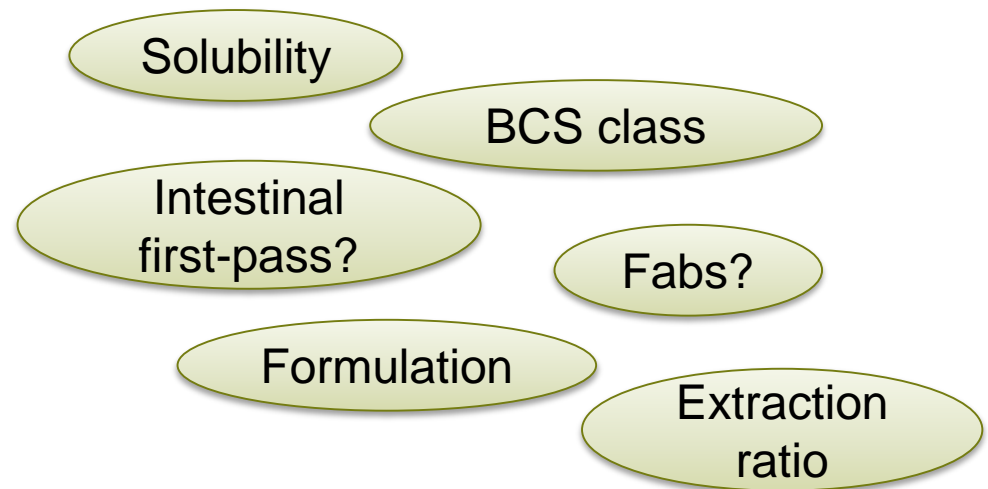 Solubility
BCS class
Intestinal
first-pass?
Fabs?
Formulation
Extraction
ratio